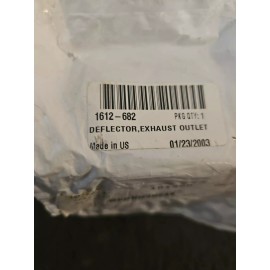 1612-682 PKG QTY: 1
DEFLECTOR,EXHAUST OUTLET
Made in US 01/23/2003